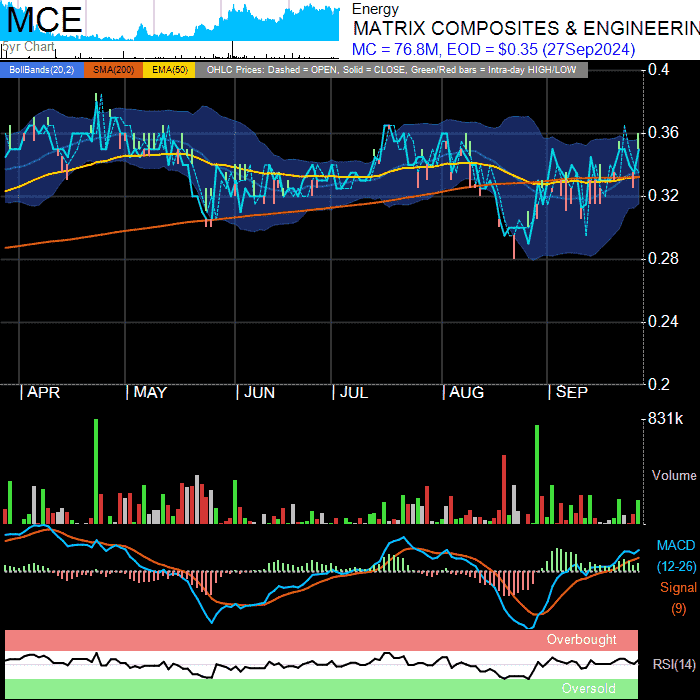 MCE
5yr Chart
Energy
MATRIX COMPOSITES & ENGINEERIN
MC = 76.8M, EOD = $0.35 (27Sep2024)
BollBands(20,2) SMA(200) EMA(50) OHLC Prices: Dashed = OPEN, Solid = CLOSE, Green/Red bars = Intra-day HIGH/LOW
0.4
0.36
0.32
0.28
0.24
0.2
APR MAY JUN JUL AUG SEP
831k
Volume
MACD
(12-26)
Signal
(9)
Overbought
RSI(14)
Oversold